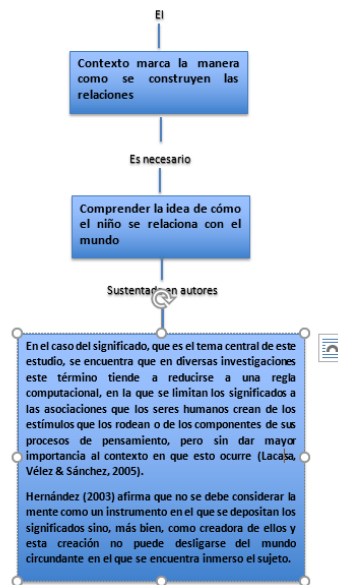 El
Contexto marca la manera
como se construyen las
relaciones
Es necesario
Comprender la idea de cómo
el niño se relaciona con el
mundo
Sustentada en autores
En el caso del significado, que es el tema central de este
estudio, se encuentra que en diversas investigaciones
este término tiende a reducirse a una regla
computacional, en la que se limitan los significados a
las asociaciones que los seres humanos crean de los
estímulos que los rodean o de los componentes de sus
procesos de pensamiento, pero sin dar mayor
importancia al contexto en que esto ocurre (Lacasa,
Vélez & Sánchez, 2005).
Hernández (2003) afirma que no se debe considerar la
mente como un instrumento en el que se depositan los
significados sino, más bien, como creadora de ellos y
esta creación no puede desligarse del mundo
circundante en el que se encuentra inmerso el sujeto.